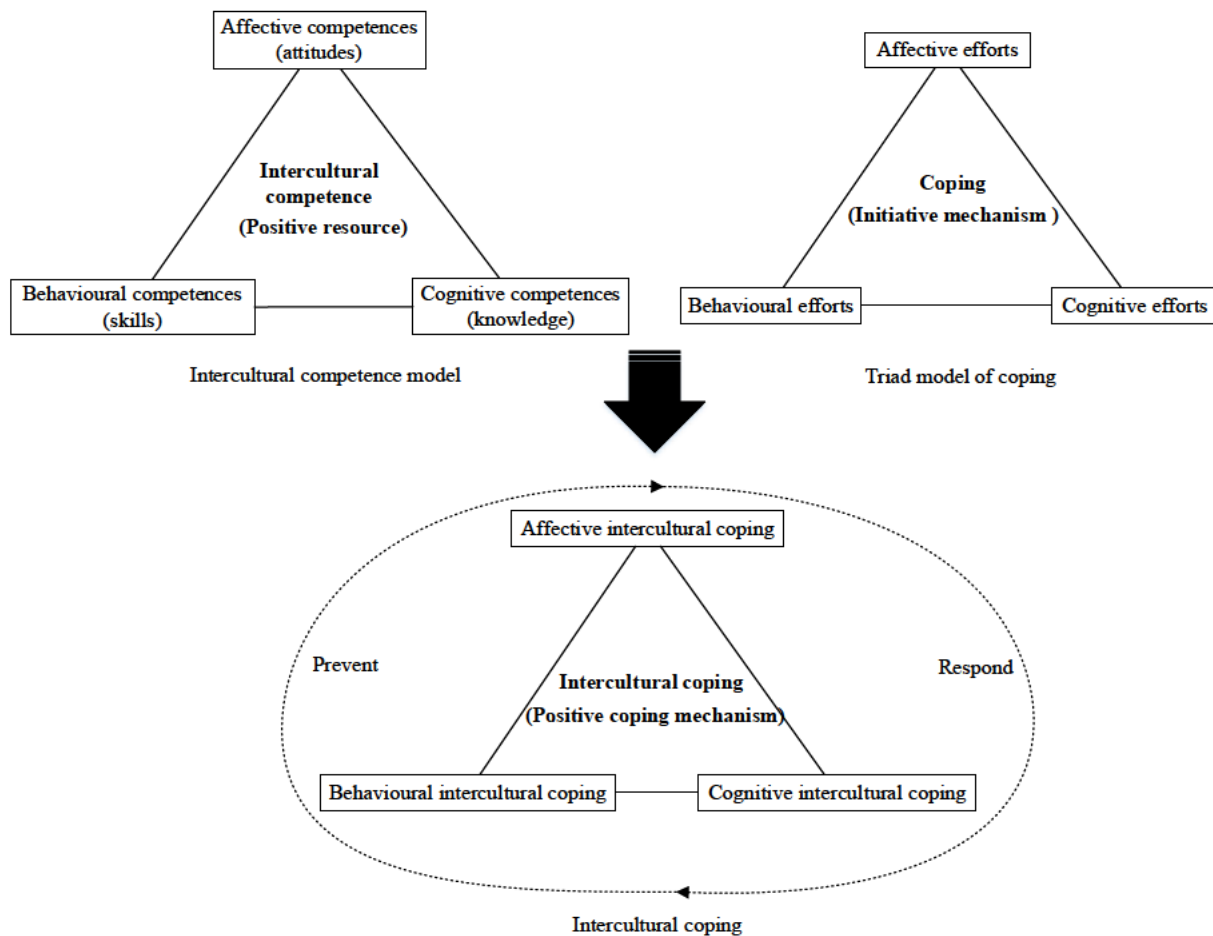 Affective competences
(attitudes)
Affective efforts
Intercultural
competence
(Positive resource)
Coping
(Initiative mechanism )
Behavioural competences
(skills)
Cognitive competences
(knowledge)
Behavioural efforts
Cognitive efforts
Intercultural competence model
Triad model of coping
Affective intercultural coping
Prevent
Respond
Intercultural coping
(Positive coping mechanism)
Behavioural intercultural coping
Cognitive intercultural coping
Intercultural coping